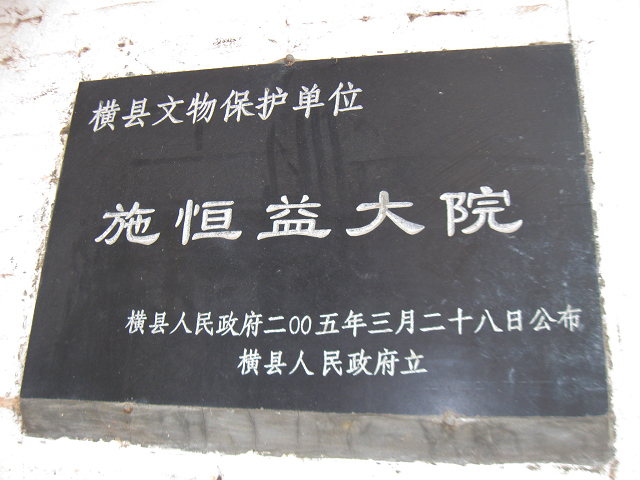 横县文物保护单位
施恒益大院
横县人民政府二00五年三月二十八日公布
横县人民政府立